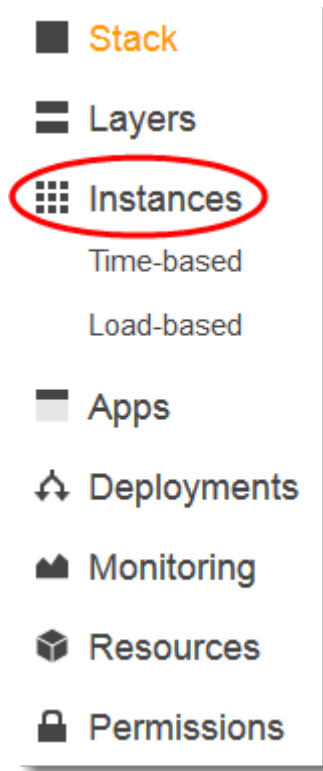 Stack
Layers
Instances
Time-based
Load-based
Apps
Deployments
Monitoring
Resources
Permissions